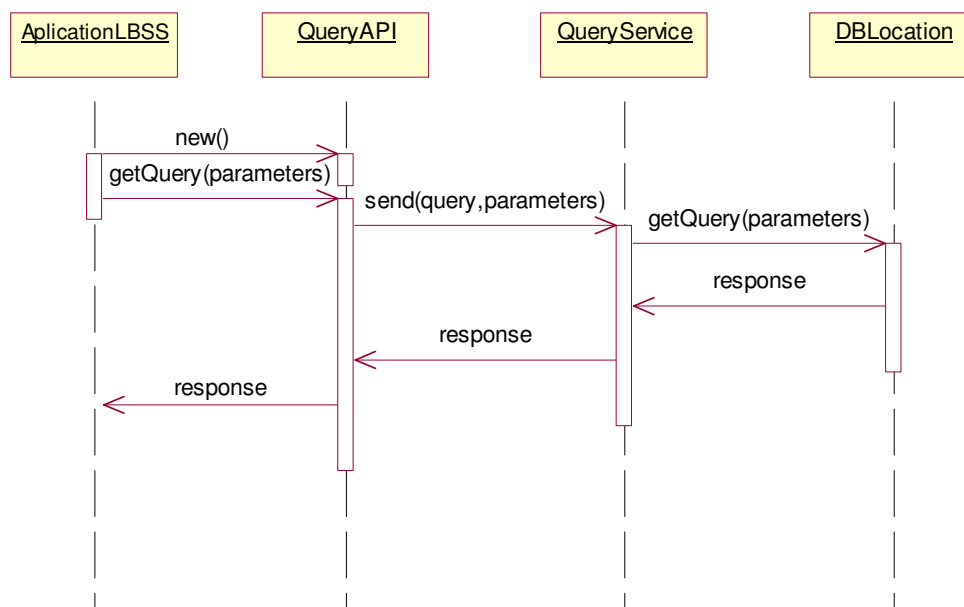 AplicationLBSS
QueryAPI
QueryService
DBLocation
new()
getQuery(parameters)
send(query,parameters)
getQuery(parameters)
response
response
response